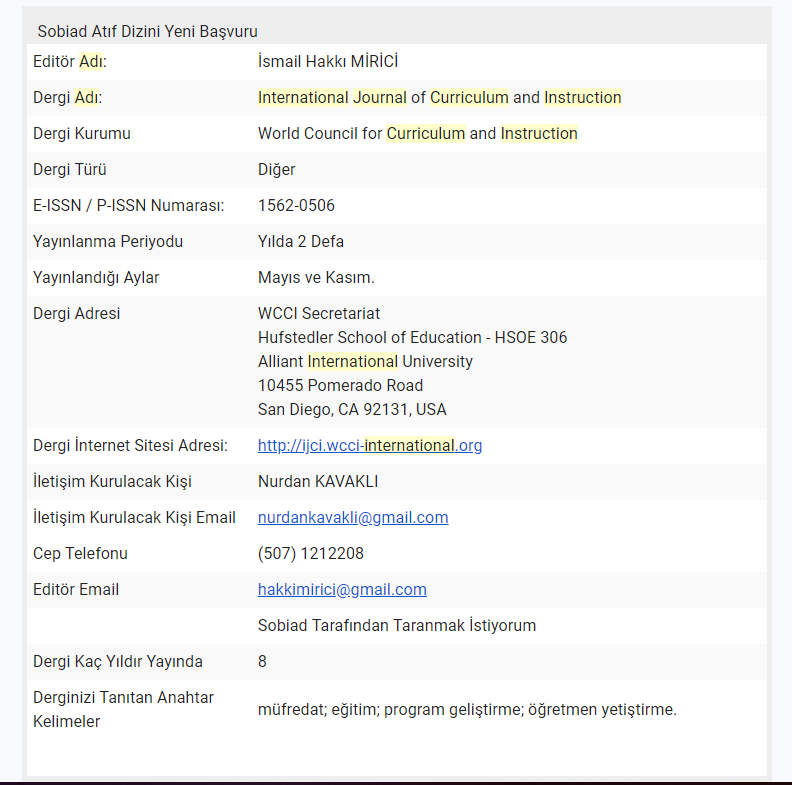 Sobiad Atıf Dizini Yeni Başvuru
Editör Adı: İsmail Hakkı MİRİCİ
Dergi Adı: International Journal of Curriculum and Instruction
Dergi Kurumu World Council for Curriculum and Instruction
Dergi Türü Diğer
E-ISSN / P-ISSN Numarası: 1562-0506
Yayınlanma Periyodu Yılda 2 Defa
Yayınlandığı Aylar Mayıs ve Kasım.
Dergi Adresi WCCI Secretariat
Hufstedler School of Education - HSOE 306
Alliant International University
10455 Pomerado Road
San Diego, CA 92131, USA
Dergi İnternet Sitesi Adresi: http://ijci.wcci-international.org
İletişim Kurulacak Kişi Nurdan KAVAKLI
İletişim Kurulacak Kişi Email nurdankavakli@gmail.com
Cep Telefonu (507) 1212208
Editör Email hakkimirici@gmail.com
Sobiad Tarafından Taranmak İstiyorum
Dergi Kaç Yıldır Yayında 8
Derginizi Tanıtan Anahtar
Kelimeler müfredat; eğitim; program geliştirme; öğretmen yetiştirme.